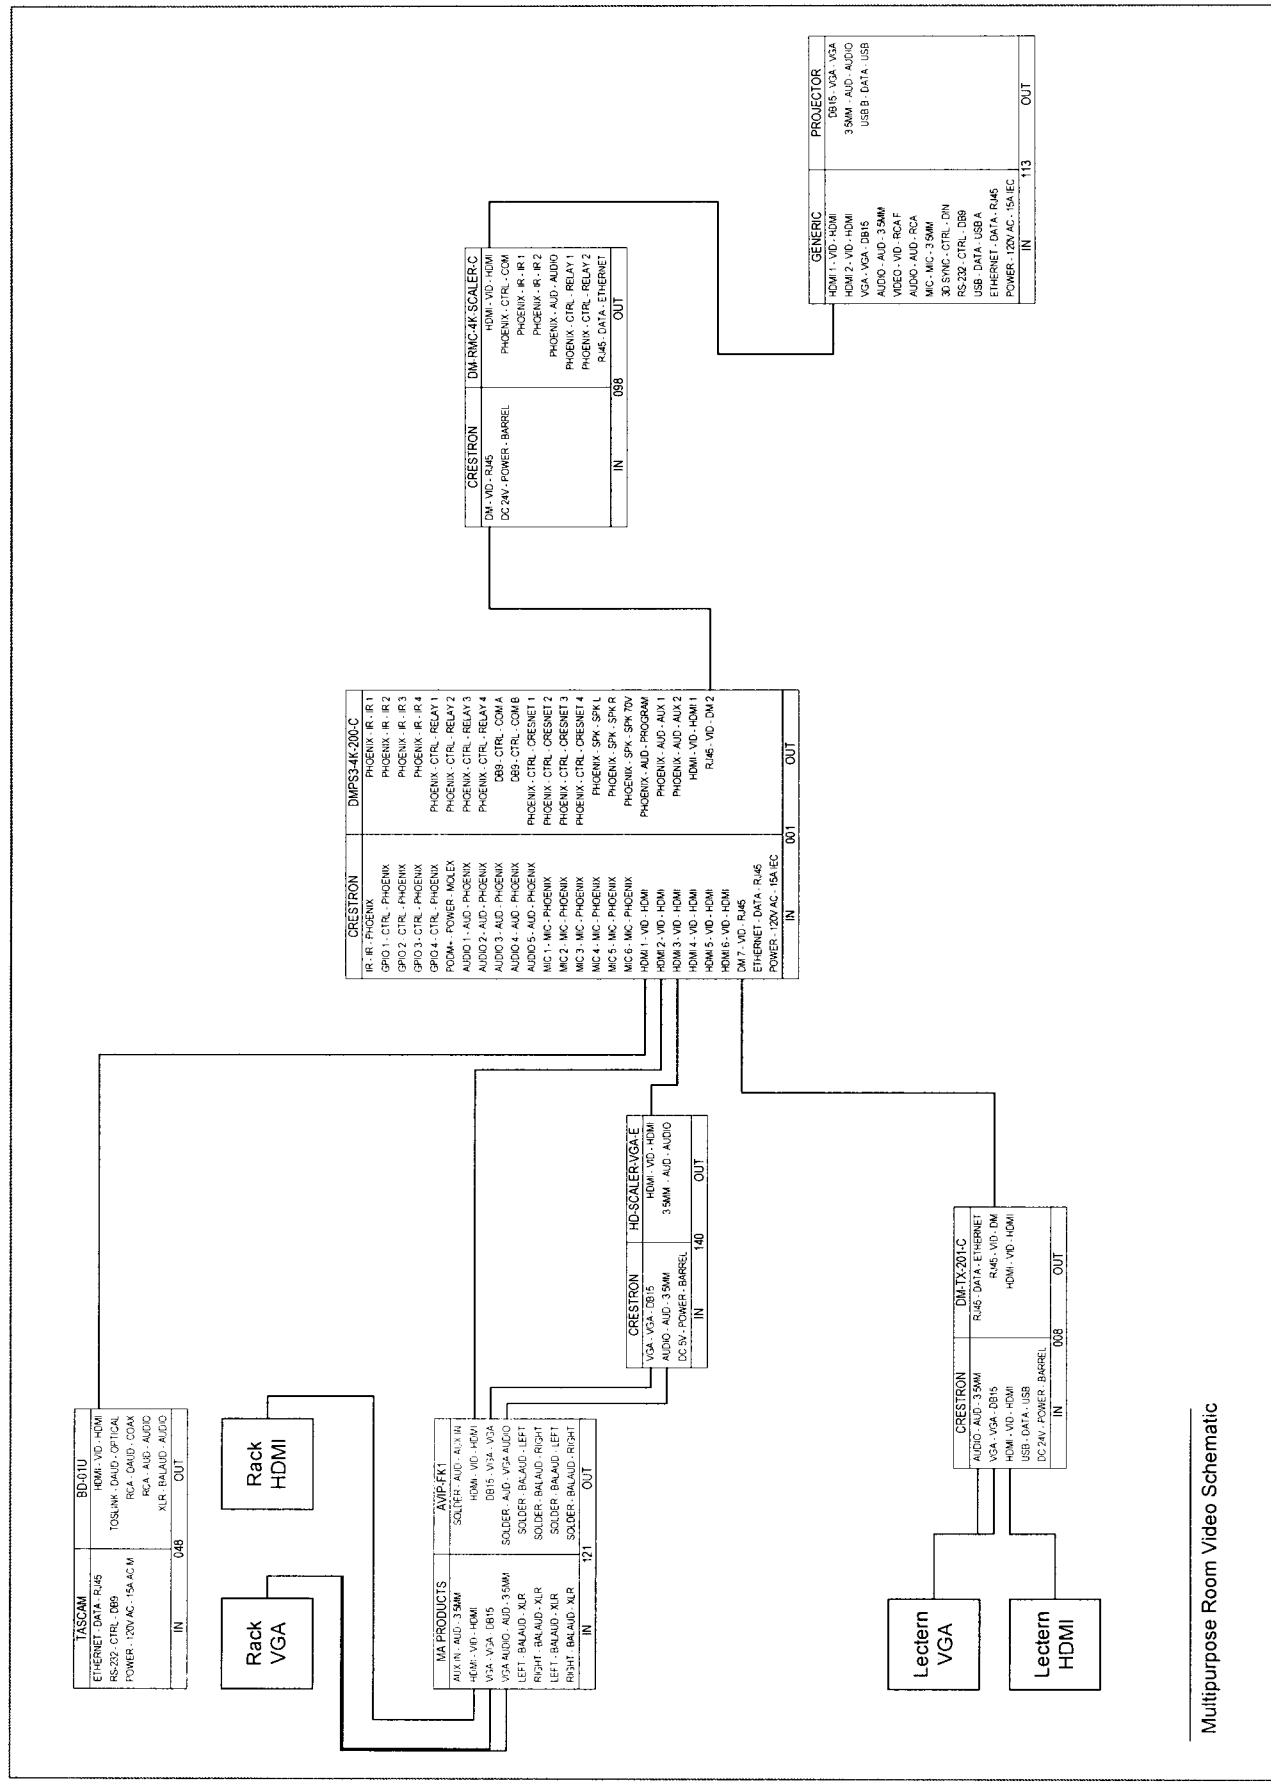 TASCAM BD-01U
ETHERNET - DATA - RJ45 HDMI - VID - HDMI
RS-232 - CTRL - DB9 TOSLINK - DAUD - OPTICAL
POWER - 120V AC - 15A AC M RCA - DAUD - COAX
RCA - AUD - AUDIO
XLR - BALAUD - AUDIO
IN 048 OUT
Rack
VGA
Rack
HDMI
MA PRODUCTS AVIP-FK1
AUX IN - AUD - 3.5MM SOLDER - AUD - AUX IN
HDMI - VID - HDMI HDMI - VID - HDMI
VGA - VGA - DB15 DB15 - VGA - VGA
VGA AUDIO - AUD - 3.5MM SOLDER - AUD - VGA AUDIO
LEFT - BALAUD - XLR SOLDER - BALAUD - LEFT
RIGHT - BALAUD - XLR SOLDER - BALAUD - RIGHT
LEFT - BALAUD - XLR SOLDER - BALAUD - LEFT
RIGHT - BALAUD - XLR SOLDER - BALAUD - RIGHT
IN 121 OUT
CRESTRON HD-SCALER-VGA-E
VGA - VGA - DB15 HDMI - VID - HDMI
AUDIO - AUD - 3.5MM 3.5MM - AUD - AUDIO
DC 5V - POWER - BARREL
IN 140 OUT
Lectern
VGA
Lectern
HDMI
CRESTRON DM-TX-201-C
AUDIO - AUD - 3.5MM RJ45 - DATA - ETHERNET
VGA - VGA - DB15 RJ45 - VID - DM
HDMI - VID - HDMI HDMI - VID - HDMI
USB - DATA - USB
DC 24V - POWER - BARREL
IN 008 OUT
CRESTRON DMPS3-4K-200-C
IR - IR - PHOENIX PHOENIX - IR - IR 1
GPIO 1 - CTRL - PHOENIX PHOENIX - IR - IR 2
GPIO 2 - CTRL - PHOENIX PHOENIX - IR - IR 3
GPIO 3 - CTRL - PHOENIX PHOENIX - IR - IR 4
GPIO 4 - CTRL - PHOENIX PHOENIX - CTRL - RELAY 1
PODM+ - POWER - MOLEX PHOENIX - CTRL - RELAY 2
AUDIO 1 - AUD - PHOENIX PHOENIX - CTRL - RELAY 3
AUDIO 2 - AUD - PHOENIX PHOENIX - CTRL - RELAY 4
AUDIO 3 - AUD - PHOENIX DB9 - CTRL - COM A
AUDIO 4 - AUD - PHOENIX DB9 - CTRL - COM B
AUDIO 5 - AUD - PHOENIX PHOENIX - CTRL - CRESNET 1
MIC 1 - MIC - PHOENIX PHOENIX - CTRL - CRESNET 2
MIC 2 - MIC - PHOENIX PHOENIX - CTRL - CRESNET 3
MIC 3 - MIC - PHOENIX PHOENIX - CTRL - CRESNET 4
MIC 4 - MIC - PHOENIX PHOENIX - SPK - SPK L
MIC 5 - MIC - PHOENIX PHOENIX - SPK - SPK R
MIC 6 - MIC - PHOENIX PHOENIX - SPK - SPK 70V
HDMI 1 - VID - HDMI PHOENIX - AUD - PROGRAM
HDMI 2 - VID - HDMI PHOENIX - AUD - AUX 1
HDMI 3 - VID - HDMI PHOENIX - AUD - AUX 2
HDMI 4 - VID - HDMI HDMI - VID - HDMI 1
HDMI 5 - VID - HDMI RJ45 - VID - DM 2
HDMI 6 - VID - HDMI
DM 7 - VID - RJ45
ETHERNET - DATA - RJ45
POWER - 120V AC - 15A IEC
IN 001 OUT
CRESTRON DM-RMC-4K-SCALER-C
DM - VID - RJ45 HDMI - VID - HDMI
DC 24V - POWER - BARREL PHOENIX - CTRL - COM
PHOENIX - IR - IR 1
PHOENIX - IR - IR 2
PHOENIX - AUD - AUDIO
PHOENIX - CTRL - RELAY 1
PHOENIX - CTRL - RELAY 2
RJ45 - DATA - ETHERNET
IN 098 OUT
GENERIC PROJECTOR
HDMI 1 - VID - HDMI DB15 - VGA - VGA
HDMI 2 - VID - HDMI 3.5MM - AUD - AUDIO
VGA - VGA - DB15 USB B - DATA - USB
AUDIO - AUD - 3.5MM
VIDEO - VID - RCA F
AUDIO - AUD - RCA
MIC - MIC - 3.5MM
3D SYNC - CTRL - DIN
RS-232 - CTRL - DB9
USB - DATA - USB A
ETHERNET - DATA - RJ45
POWER - 120V AC - 15A IEC
IN 113 OUT
Multipurpose Room Video Schematic